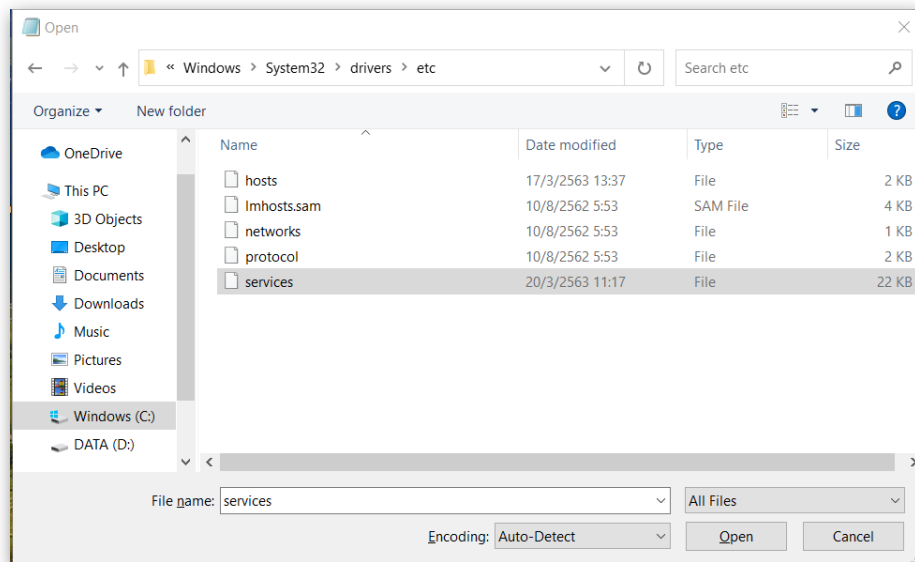 Open
« Windows > System32 > drivers > etc
Search etc
Organize
New folder
Name
Date modified
Type
Size
OneDrive
This PC
3D Objects
Desktop
Documents
Downloads
Music
Pictures
Videos
Windows (C:)
DATA (D:)
hosts 17/3/2563 13:37 File 2 KB
lmhosts.sam 10/8/2562 5:53 SAM File 4 KB
networks 10/8/2562 5:53 File 1 KB
protocol 10/8/2562 5:53 File 2 KB
services 20/3/2563 11:17 File 22 KB
File name: services
All Files
Encoding: Auto-Detect
Open
Cancel